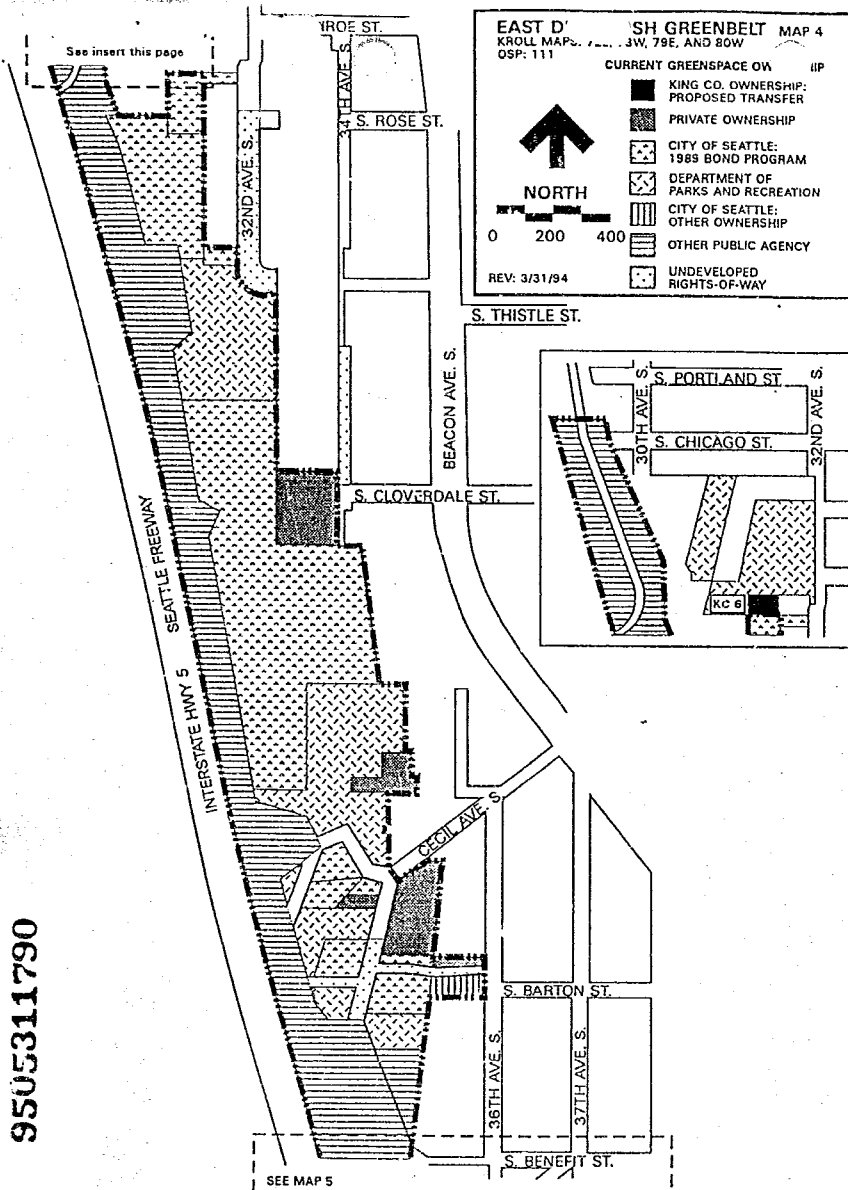 See insert this page
ROE ST.
34TH AVE. S.
S. ROSE ST.
32ND AVE. S.
EAST D' SH GREENBELT MAP 4
KROLL MAPS: 3W, 79E, AND 80W
OSP: 111
CURRENT GREENSPACE OW IP
KING CO. OWNERSHIP:
PROPOSED TRANSFER
PRIVATE OWNERSHIP
CITY OF SEATTLE:
1989 BOND PROGRAM
DEPARTMENT OF
PARKS AND RECREATION
CITY OF SEATTLE:
OTHER OWNERSHIP
OTHER PUBLIC AGENCY
UNDEVELOPED
RIGHTS-OF-WAY
NORTH
0 200 400
REV: 3/31/94
S. THISTLE ST.
BEACON AVE. S.
S. PORTLAND ST.
30TH AVE. S.
S. CHICAGO ST.
32ND AVE. S.
KC 6
S. CLOVERDALE ST.
SEATTLE FREEWAY
INTERSTATE HWY 5
CECIL AVE. S.
S. BARTON ST.
36TH AVE. S.
37TH AVE. S.
S. BENEFIT ST.
SEE MAP 5
9505311790